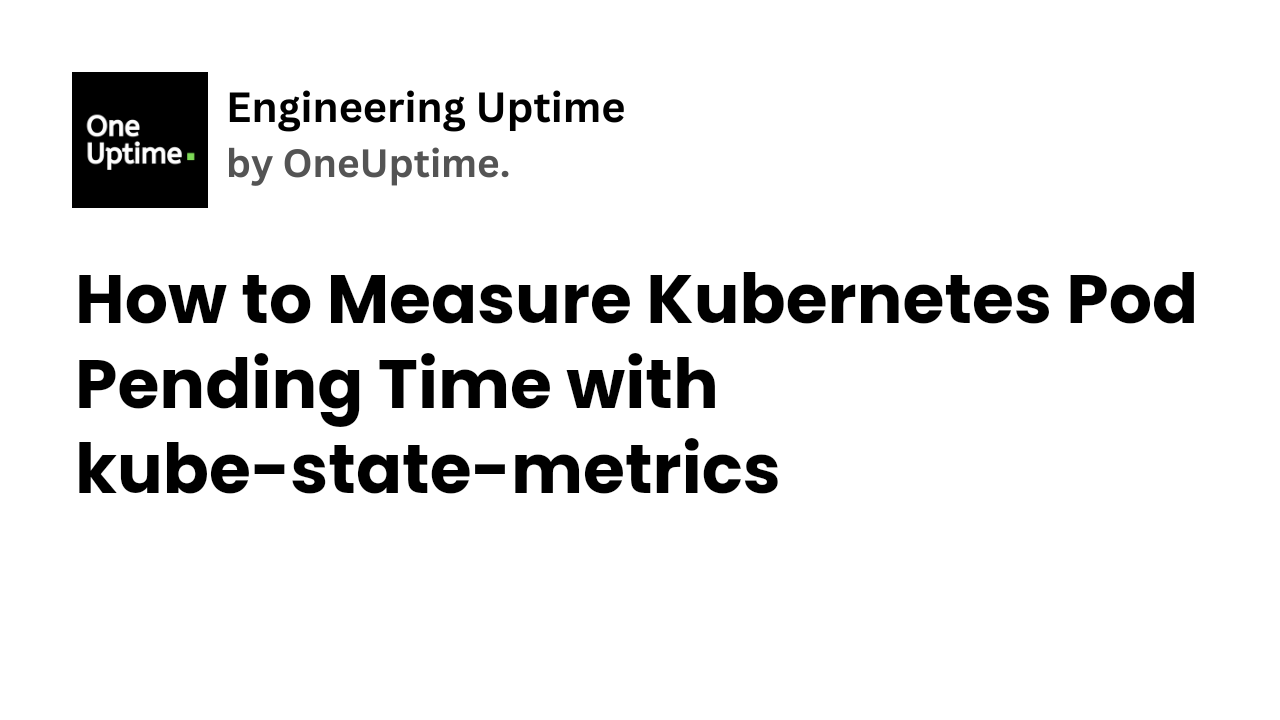 One
Uptime.
Engineering Uptime
by OneUptime.
How to Measure Kubernetes Pod
Pending Time with
kube-state-metrics